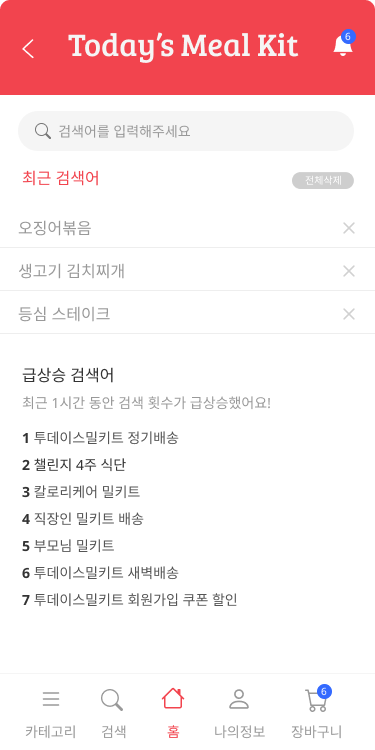 Today's Meal Kit
6
검색어를 입력해주세요
최근 검색어
전체삭제
오징어볶음
생고기 김치찌개
등심 스테이크
급상승 검색어
최근 1시간 동안 검색 횟수가 급상승했어요!
1 투데이스밀키트 정기배송
2 챌린지 4주 식단
3 칼로리케어 밀키트
4 직장인 밀키트 배송
5 부모님 밀키트
6 투데이스밀키트 새벽배송
7 투데이스밀키트 회원가입 쿠폰 할인
6
카테고리 검색 홈 나의정보 장바구니